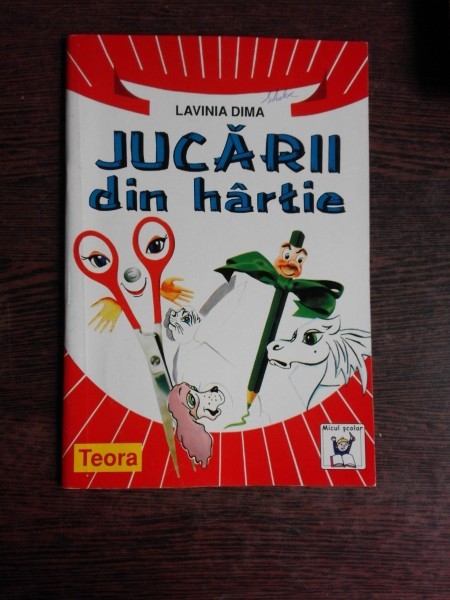 LAVINIA DIMA
JUCĂRII
din hârtie
Micul școlar
Teora